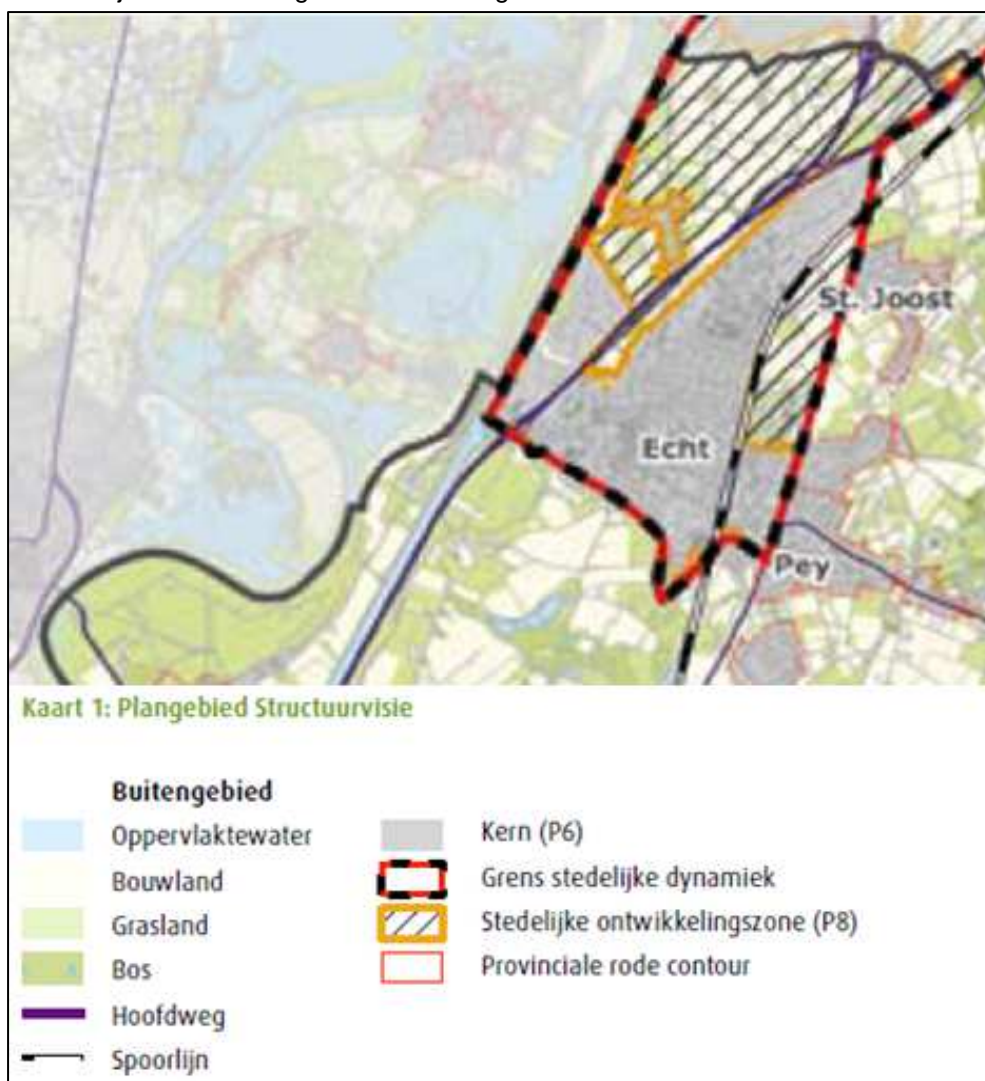 St. Joost
Echt
Pey
Kaart 1: Plangebied Structuurvisie
Buitengebied
Oppervlaktewater
Bouwland
Grasland
Bos
Hoofdweg
Spoorlijn
Kern (P6)
Grens stedelijke dynamiek
Stedelijke ontwikkelingszone (P8)
Provinciale rode contour